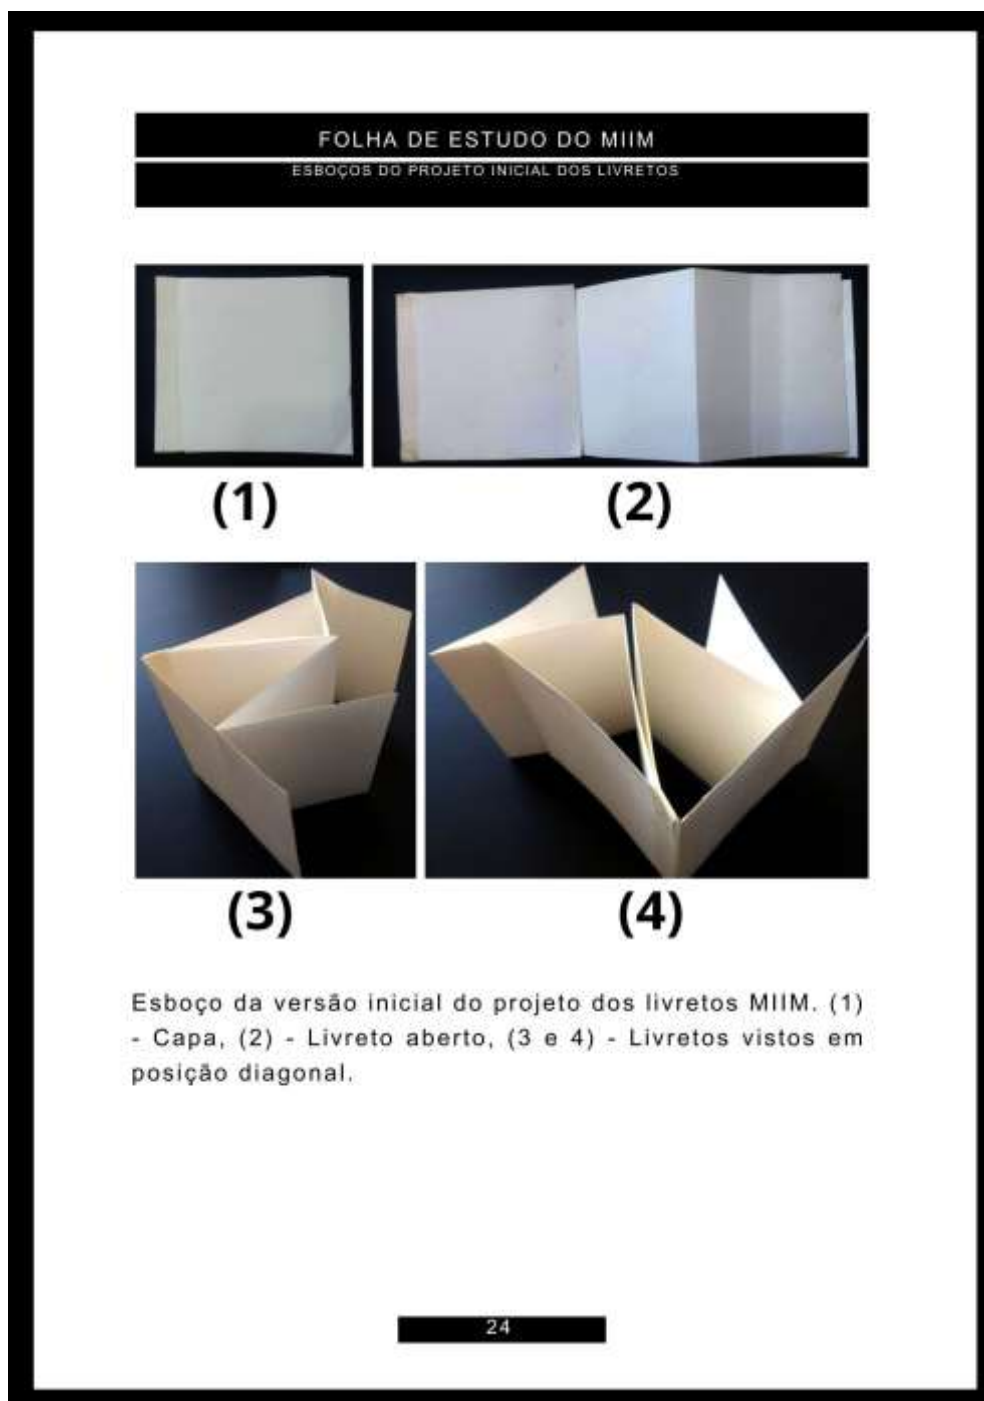 FOLHA DE ESTUDO DO MIIM
ESBOÇOS DO PROJETO INICIAL DOS LIVRETOS
(1)
(2)
(3)
(4)
Esboço da versão inicial do projeto dos livretos MIIM. (1)
- Capa, (2) - Livreto aberto, (3 e 4) - Livretos vistos em
posição diagonal.
24